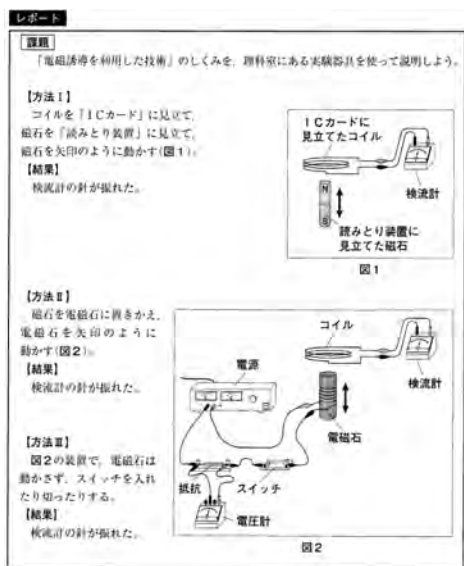 レポート
課題
「電磁誘導を利用した技術」のしくみを，理科室にある実験器具を使って説明しよう。
【方法Ⅰ】
コイルを「ICカード」に見立て，
磁石を「読みとり装置」に見立て，
磁石を矢印のように動かす(図1)。
【結果】
検流計の針が振れた。
ICカードに
見立てたコイル
検流計
N
S
読みとり装置に
見立てた磁石
図1
【方法Ⅱ】
磁石を電磁石に置きかえ，
電磁石を矢印のように
動かす(図2)。
【結果】
検流計の針が振れた。
【方法Ⅲ】
図2の装置で，電磁石は
動かさず，スイッチを入れ
たり切ったりする。
【結果】
検流計の針が振れた。
コイル
検流計
電源
電磁石
抵抗
スイッチ
電圧計
図2